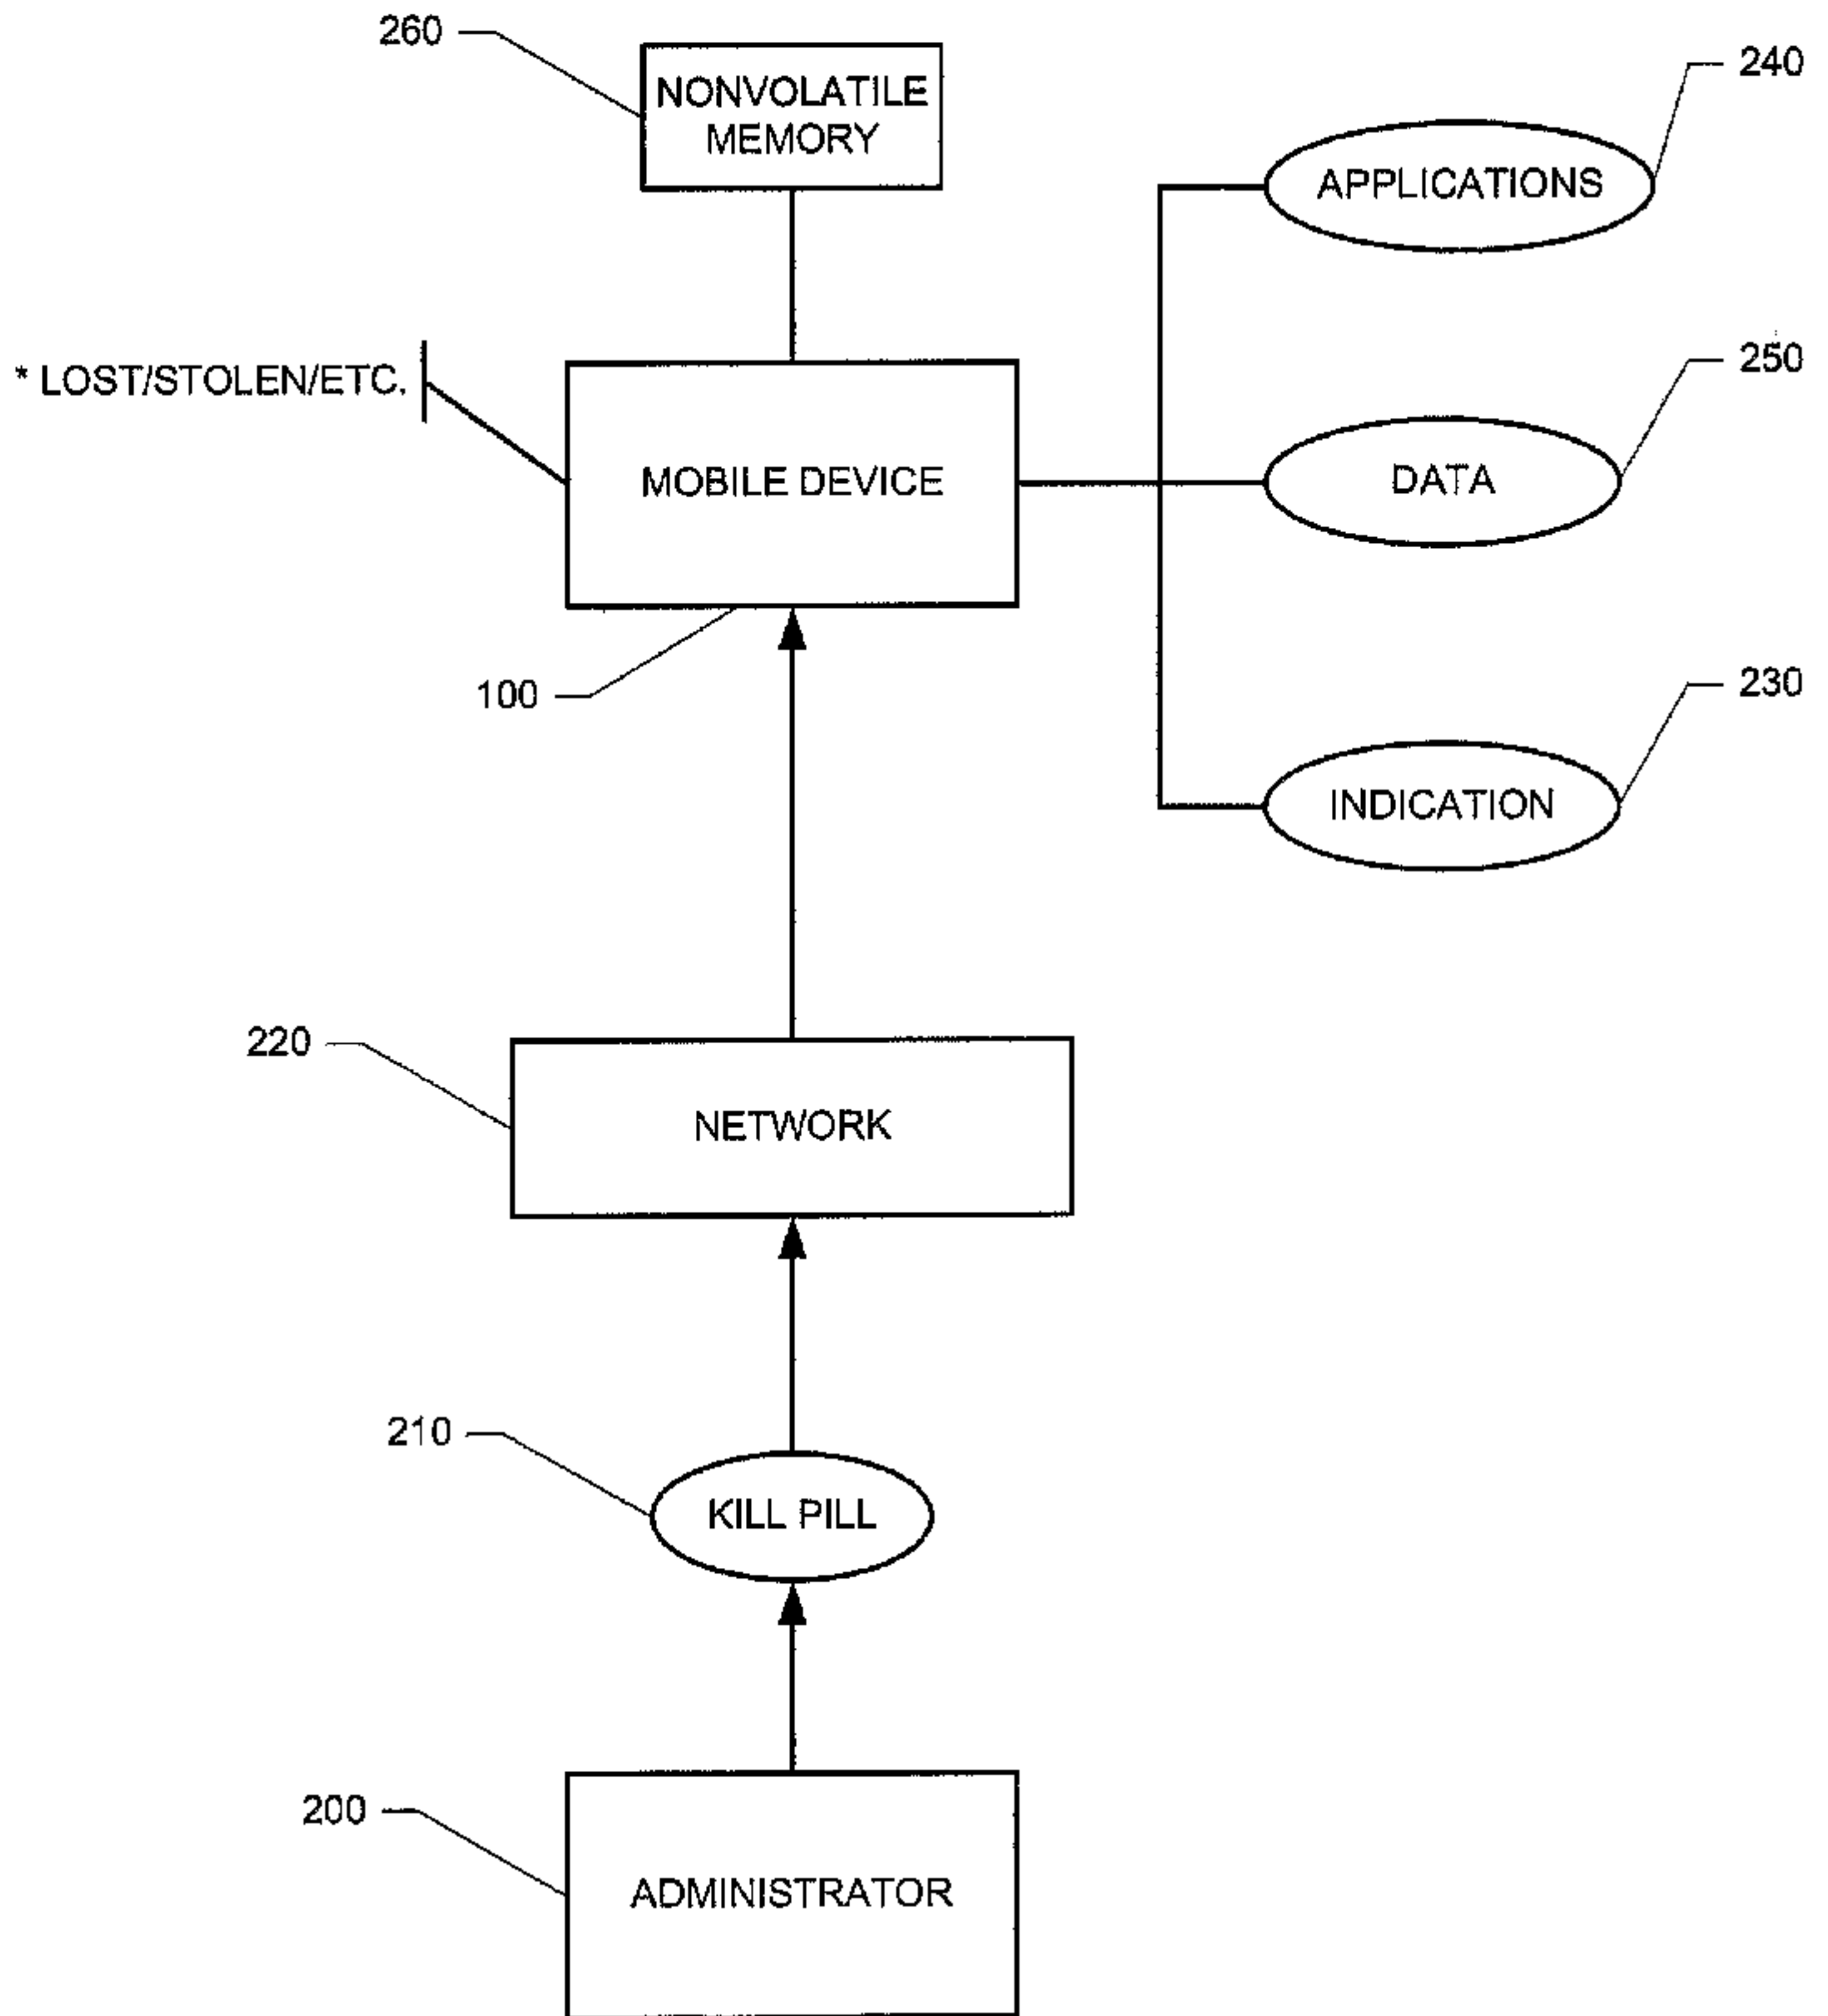 260
NONVOLATILE
MEMORY
240
APPLICATIONS
* LOST/STOLEN/ETC.
250
MOBILE DEVICE
DATA
100
230
INDICATION
220
NETWORK
210
KILL PILL
200
ADMINISTRATOR